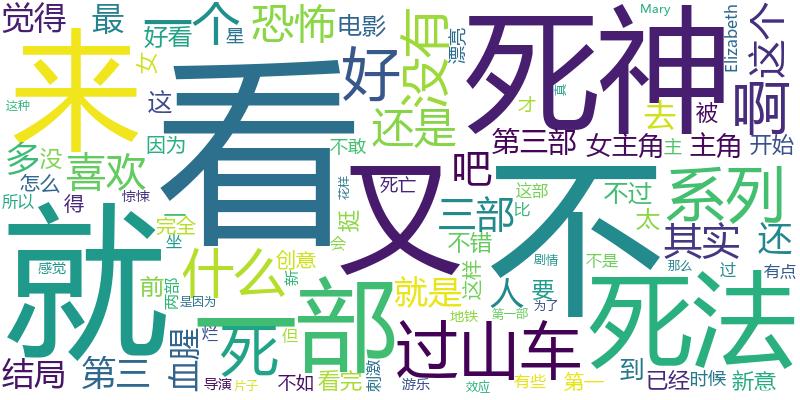 觉得 最 一个 恐怖 电影 没有 漂亮 死神 Mary Elizabeth 这个
好看 星
来 女 这 看 好 还是 啊
这种 因为 不敢 才 真 去 被
多 没 喜欢 吧 第三部 女主角 主 主角 开始
怎么 惊悚 又 死亡 花样 不 这部 不过 系列
所以 得 一 三部 比 太
就 完全 挺 不错 其实 还
感觉 坐 会 什么 创意 新 这样 剧情 不是 那么 过 有点
前 两部 是因为 一部 就是 人 要 为了 死法
死 但 部 地铁 第一部
烂 过山车
结局 第三 血腥 到 已经 时候 新意
导演 片子 不如 看完 刺激 游乐 效应 有些 第一